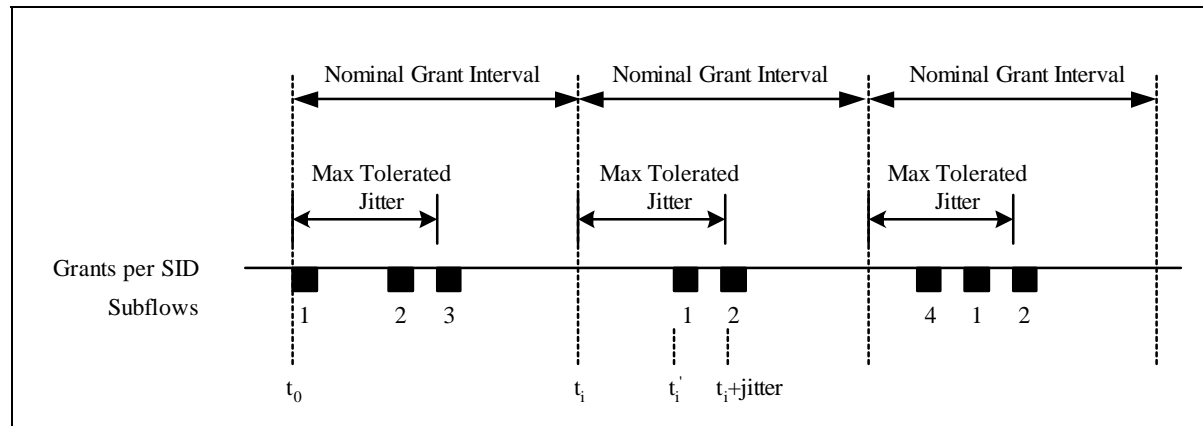 Nominal Grant Interval
Nominal Grant Interval
Nominal Grant Interval
Max Tolerated
Jitter
Max Tolerated
Jitter
Max Tolerated
Jitter
Grants per SID
Subflows
1 2 3 1 2 4 1 2
t0 ti ti' ti+jitter